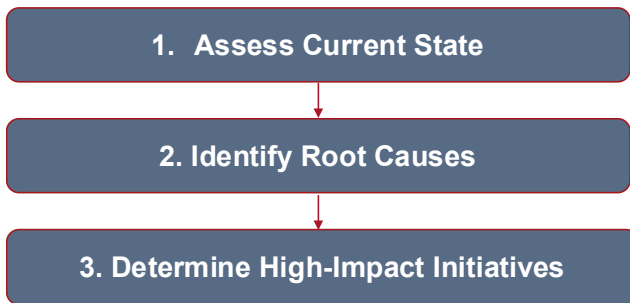 1. Assess Current State
2. Identify Root Causes
3. Determine High-Impact Initiatives